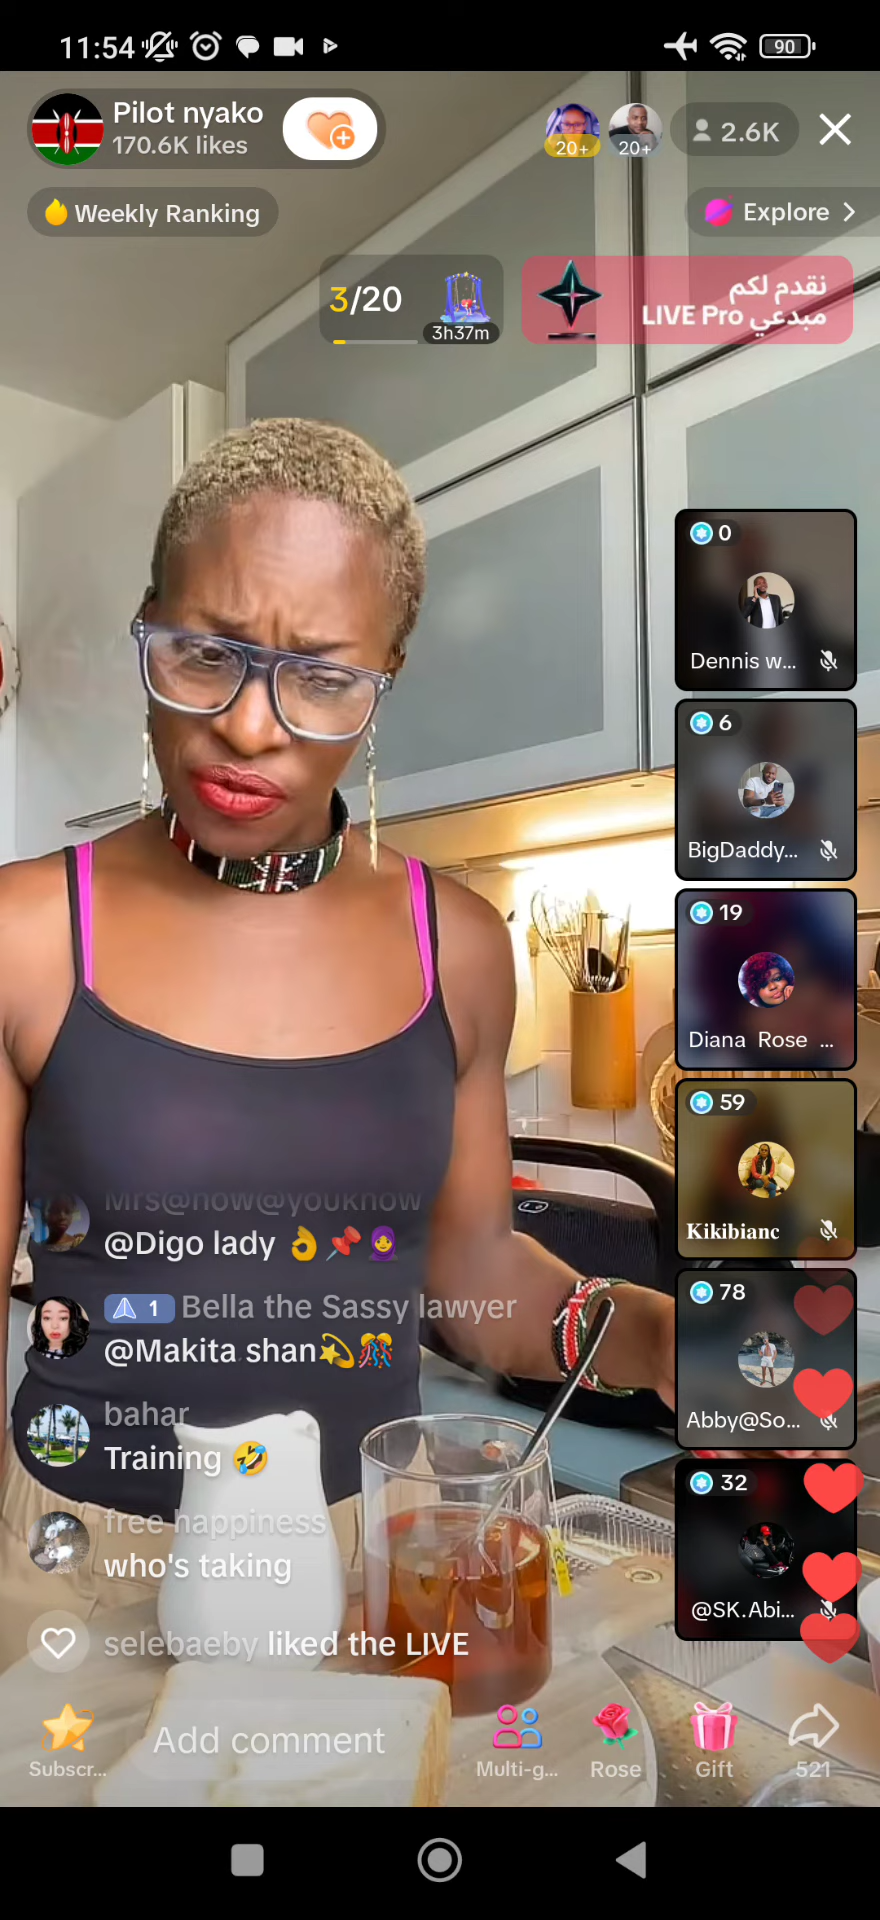 11:54
90
Pilot nyako
170.6K likes
20+
20+
2.6K
Weekly Ranking
Explore
3/20
3h37m
نقدم لكم
مبدعي LIVE Pro
0
Dennis w...
6
BigDaddy...
19
Diana Rose ...
59
Kikibianc
78
Abby@So...
32
@SK.Abi...
Mrs@now@youknow
@Digo lady 👌📌🧕
1 Bella the Sassy lawyer
@Makita shan💫🎊
bahar
Training 🤣
free happiness
who's taking
selebaeby liked the LIVE
Subscr...
Add comment
Multi-g...
Rose
Gift
521